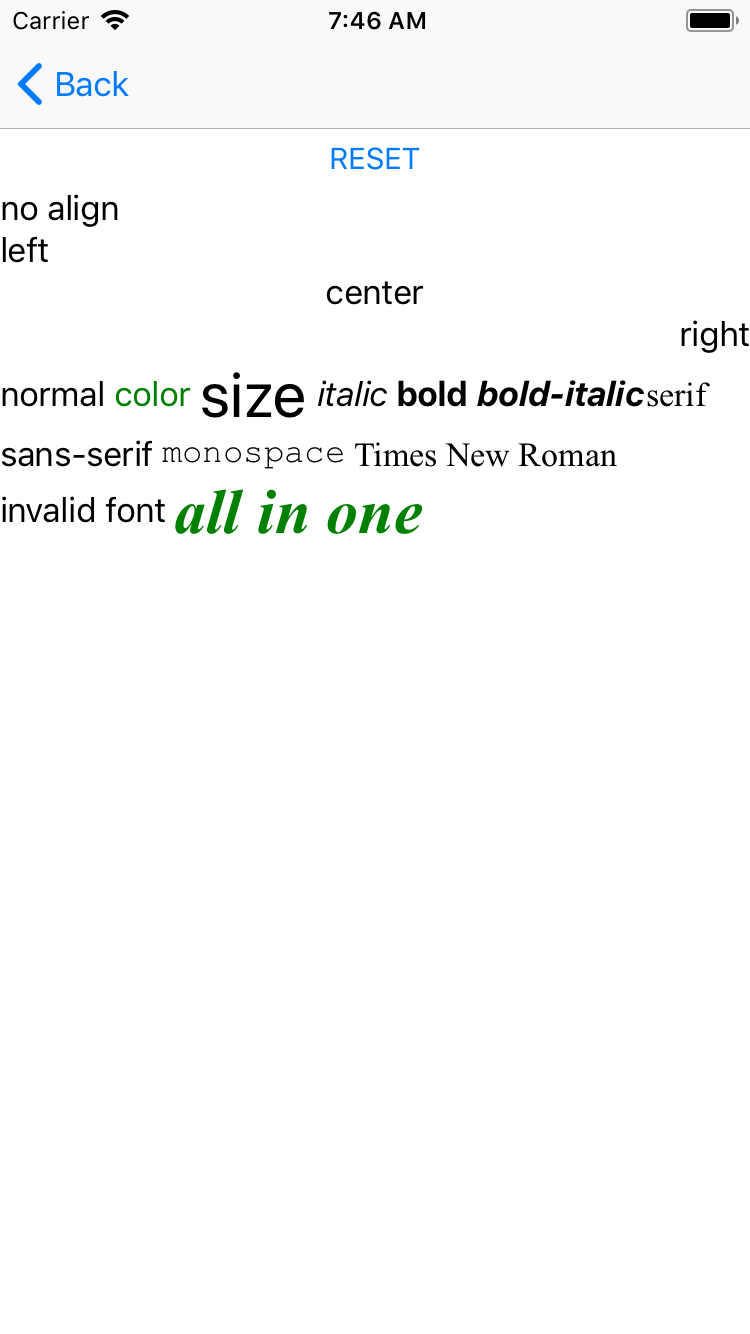 Carrier 7:46 AM
Back
RESET
no align
left
center
right
normal color size italic bold bold-italicserif
sans-serif monospace Times New Roman
invalid font all in one